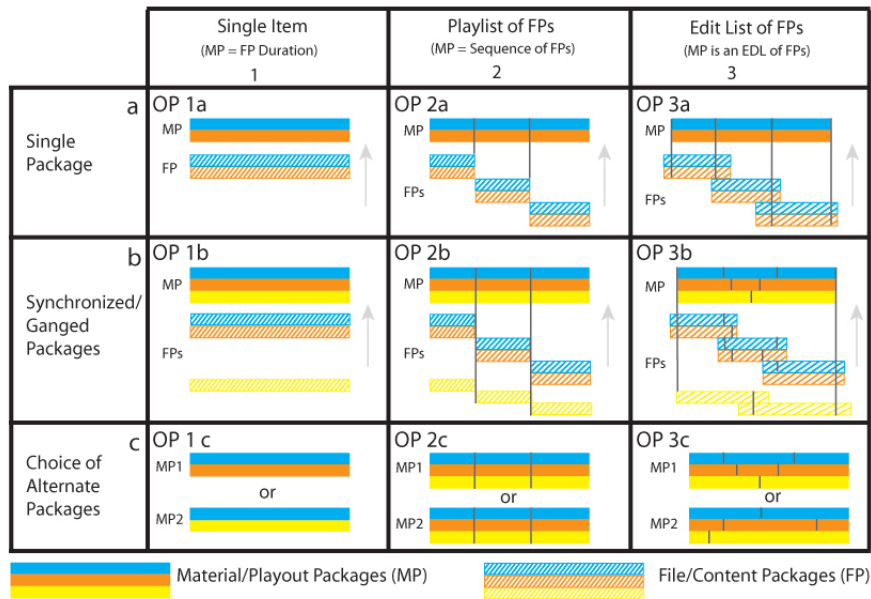 Single Item
(MP = FP Duration)
1
Playlist of FPs
(MP = Sequence of FPs)
2
Edit List of FPs
(MP is an EDL of FPs)
3
a
Single
Package
OP 1a
MP
FP
OP 2a
MP
FPs
OP 3a
MP
FPs
b
Synchronized/
Ganged
Packages
OP 1b
MP
FPs
OP 2b
MP
FPs
OP 3b
MP
FPs
c
Choice of
Alternate
Packages
OP 1 c
MP1
or
MP2
OP 2c
MP1
or
MP2
OP 3c
MP1
or
MP2
Material/Playout Packages (MP)
File/Content Packages (FP)